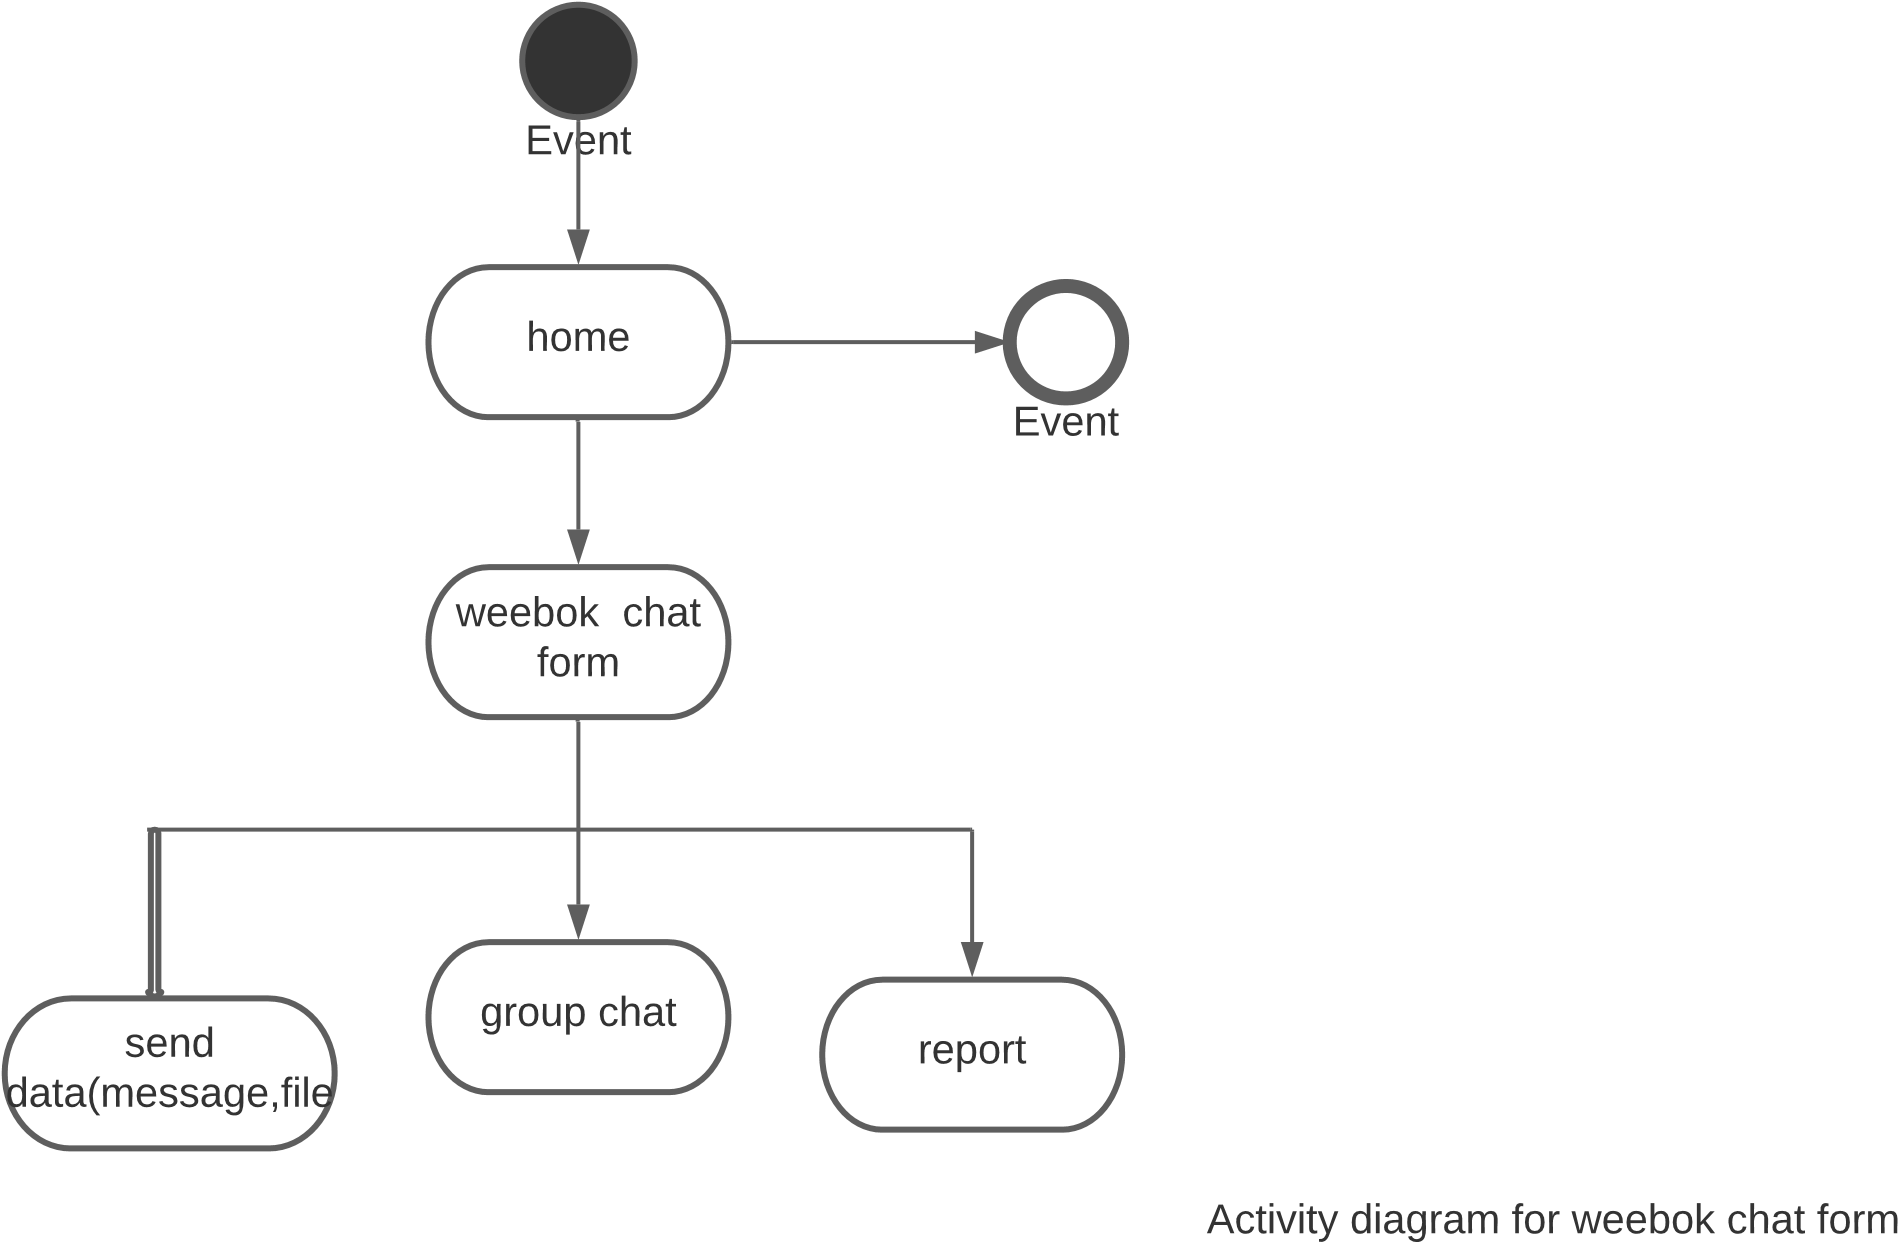 Event
home
Event
weebok  chat
form
send
data(message,file
group chat
report
Activity diagram for weebok chat form